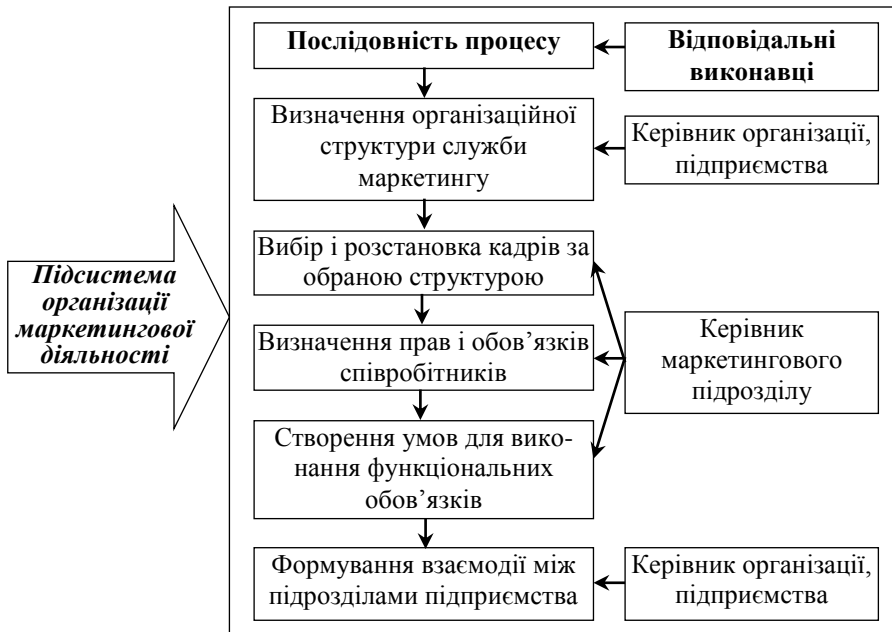 Послідовність процесу
Відповідальні
виконавці
Визначення організаційної
структури служби
маркетингу
Керівник організації,
підприємства
Підсистема
організації
маркетингової
діяльності
Вибір і розстановка кадрів за
обраною структурою
Визначення прав і обов’язків
співробітників
Створення умов для вико-
нання функціональних
обов’язків
Керівник
маркетингового
підрозділу
Формування взаємодії між
підрозділами підприємства
Керівник організації,
підприємства